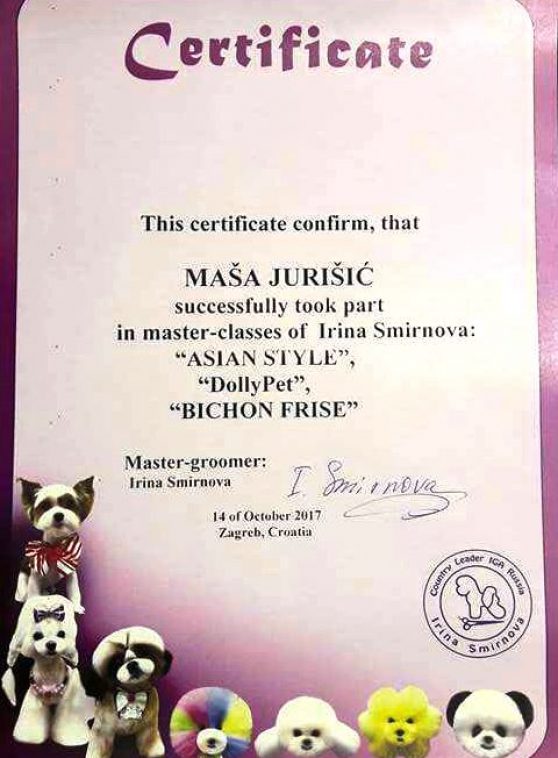 Certificate
This certificate confirm, that
MAŠA JURIŠIĆ
successfully took part
in master-classes of Irina Smirnova:
“ASIAN STYLE”,
“DollyPet”,
“BICHON FRISE”
Master-groomer:
Irina Smirnova
I. Smirnova
14 of October 2017
Zagreb, Croatia
Country Leader IGA Russia
Irina Smirnova